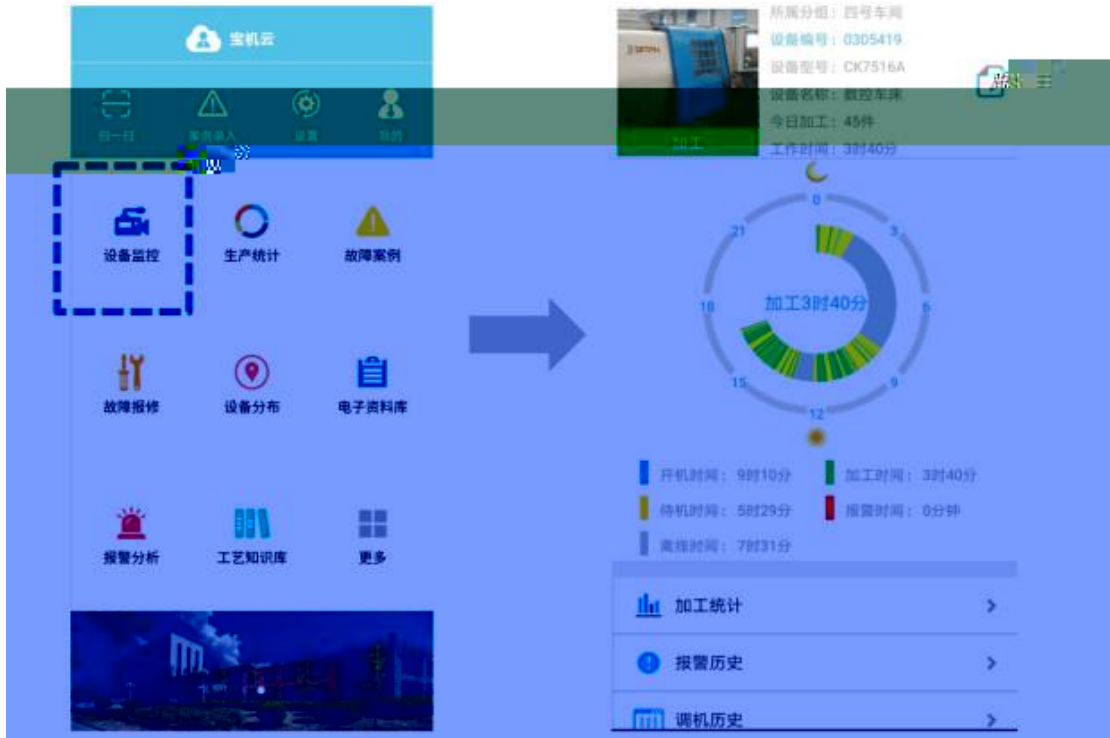 宝机云
扫一扫 案例录入 设置 我的
设备监控 生产统计 故障案例
故障报修 设备分布 电子资料库
报警分析 工艺知识库 更多
所属分组：四号车间
设备编号：0305419
设备型号：CK7516A
设备名称：数控车床
今日加工：45件
工作时间：3时40分
加工
0
3
6
9
12
15
18
21
加工3时40分
开机时间：9时10分 加工时间：3时40分
待机时间：5时29分 报警时间：0分钟
离线时间：7时31分
加工统计
报警历史
调机历史